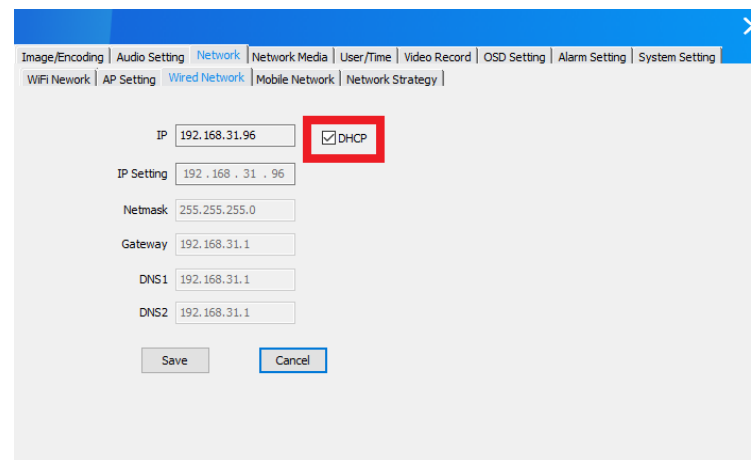 Image/Encoding Audio Setting Network Network Media User/Time Video Record OSD Setting Alarm Setting System Setting
WiFi Nework AP Setting Wired Network Mobile Network Network Strategy
IP 192.168.31.96 DHCP
IP Setting 192 . 168 . 31 . 96
Netmask 255.255.255.0
Gateway 192.168.31.1
DNS1 192.168.31.1
DNS2 192.168.31.1
Save Cancel